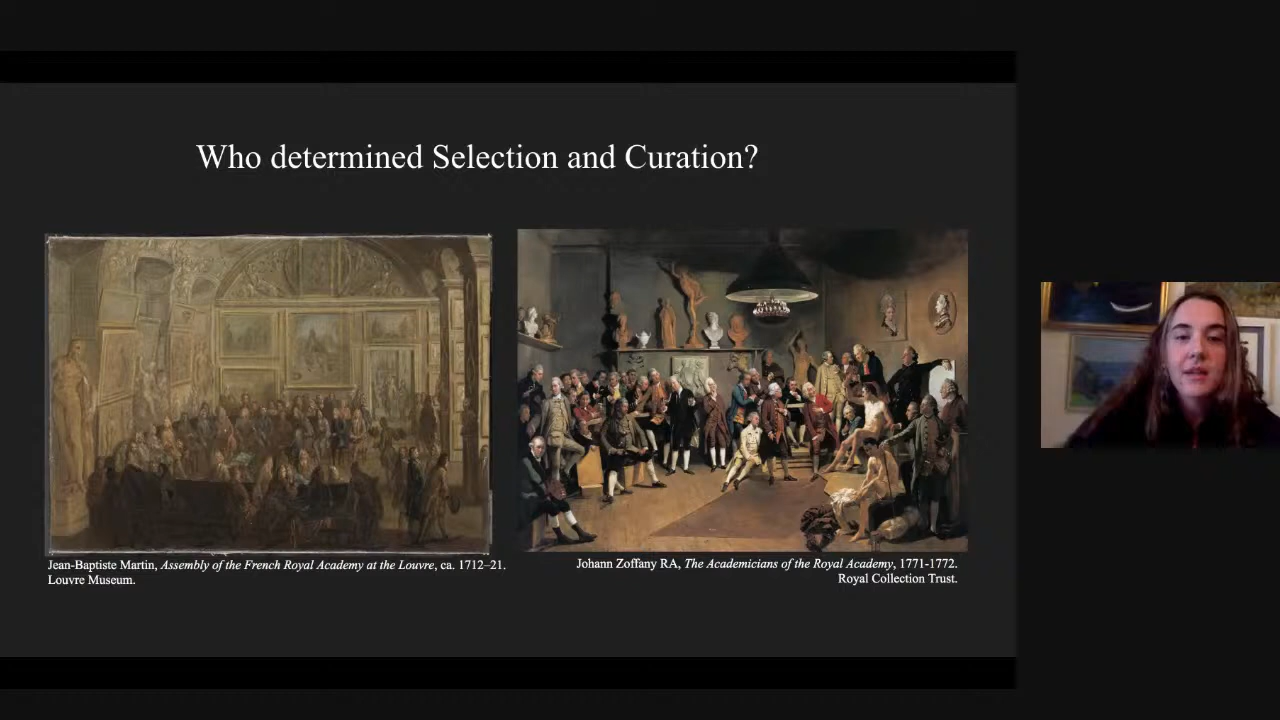 Who determined Selection and Curation?
Jean-Baptiste Martin, Assembly of the French Royal Academy at the Louvre, ca. 1712–21.
Louvre Museum.
Johann Zoffany RA, The Academicians of the Royal Academy, 1771-1772.
Royal Collection Trust.